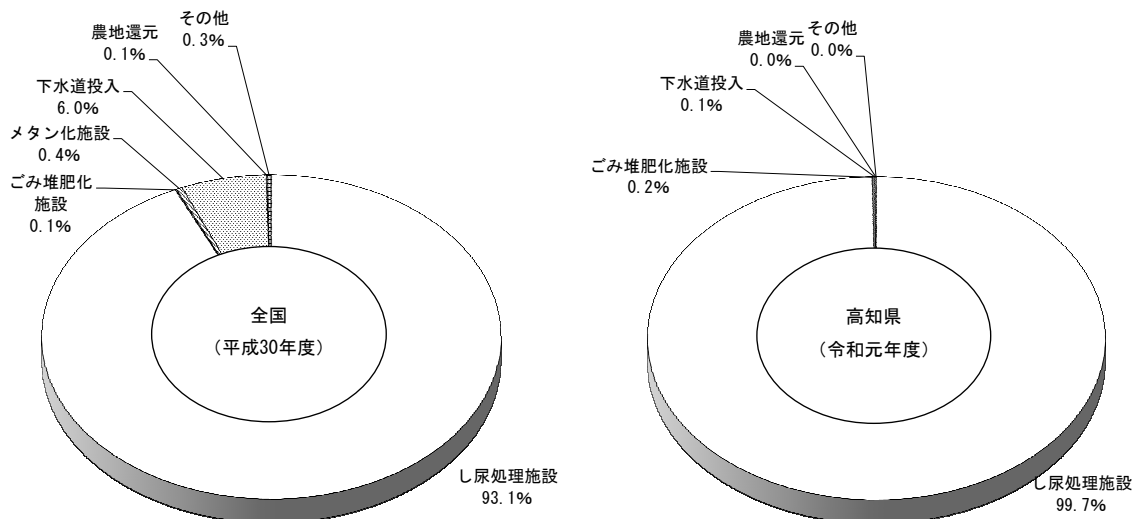 その他
0.3%
農地還元
0.1%
下水道投入
6.0%
メタン化施設
0.4%
ごみ堆肥化
施設
0.1%
全国
(平成30年度)
し尿処理施設
93.1%
その他
0.0%
農地還元
0.0%
下水道投入
0.1%
ごみ堆肥化施設
0.2%
高知県
(令和元年度)
し尿処理施設
99.7%